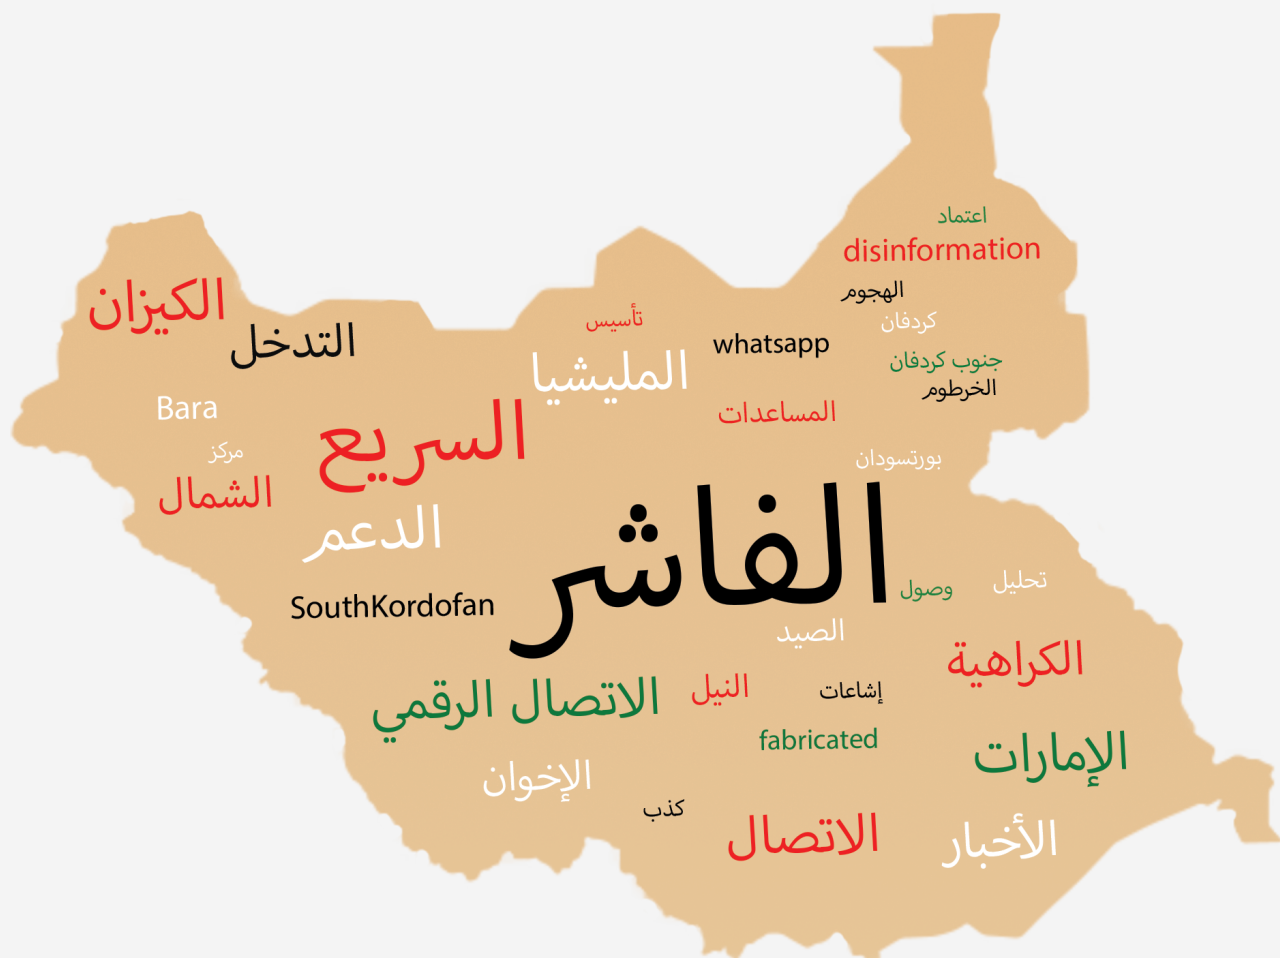 اعتماد
disinformation
الهجوم
الكيزان
كردفان
تأسيس
التدخل
whatsapp
المليشيا
جنوب كردفان
الخرطوم
Bara
المساعدات
السريع
مركز
بورتسودان
الشمال
الدعم
الفاشر
تحليل
وصول
SouthKordofan
الصيد
الكراهية
النيل
إشاعات
الاتصال الرقمي
fabricated
الإمارات
الإخوان
كذب
الاتصال
الأخبار